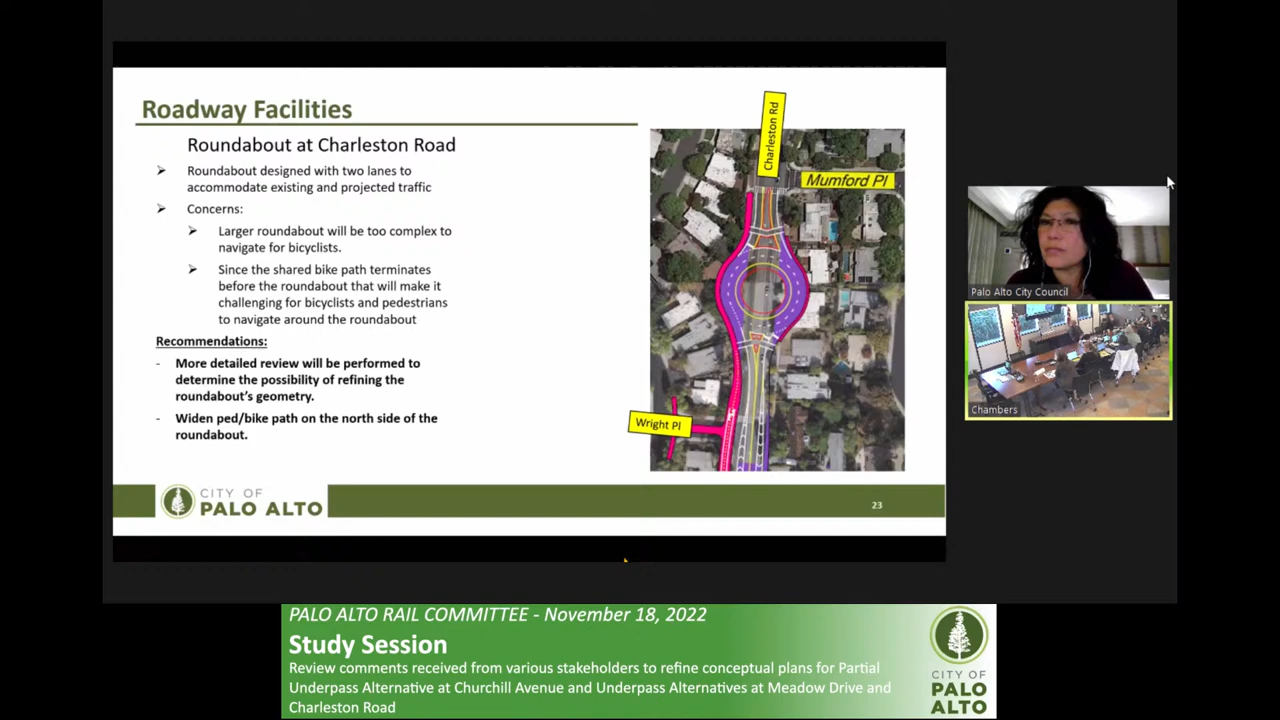 Roadway Facilities
Roundabout at Charleston Road
Roundabout designed with two lanes to
accommodate existing and projected traffic
Concerns:
Larger roundabout will be too complex to
navigate for bicyclists.
Since the shared bike path terminates
before the roundabout that will make it
challenging for bicyclists and pedestrians
to navigate around the roundabout
Recommendations:
- More detailed review will be performed to
determine the possibility of refining the
roundabout's geometry.
- Widen ped/bike path on the north side of the
roundabout.
Charleston Rd
Mumford Pl
Wright Pl
CITY OF
PALO ALTO
23
Palo Alto City Council
Chambers
PALO ALTO RAIL COMMITTEE - November 18, 2022
Study Session
Review comments received from various stakeholders to refine conceptual plans for Partial
Underpass Alternative at Churchill Avenue and Underpass Alternatives at Meadow Drive and
Charleston Road
CITY OF
PALO
ALTO